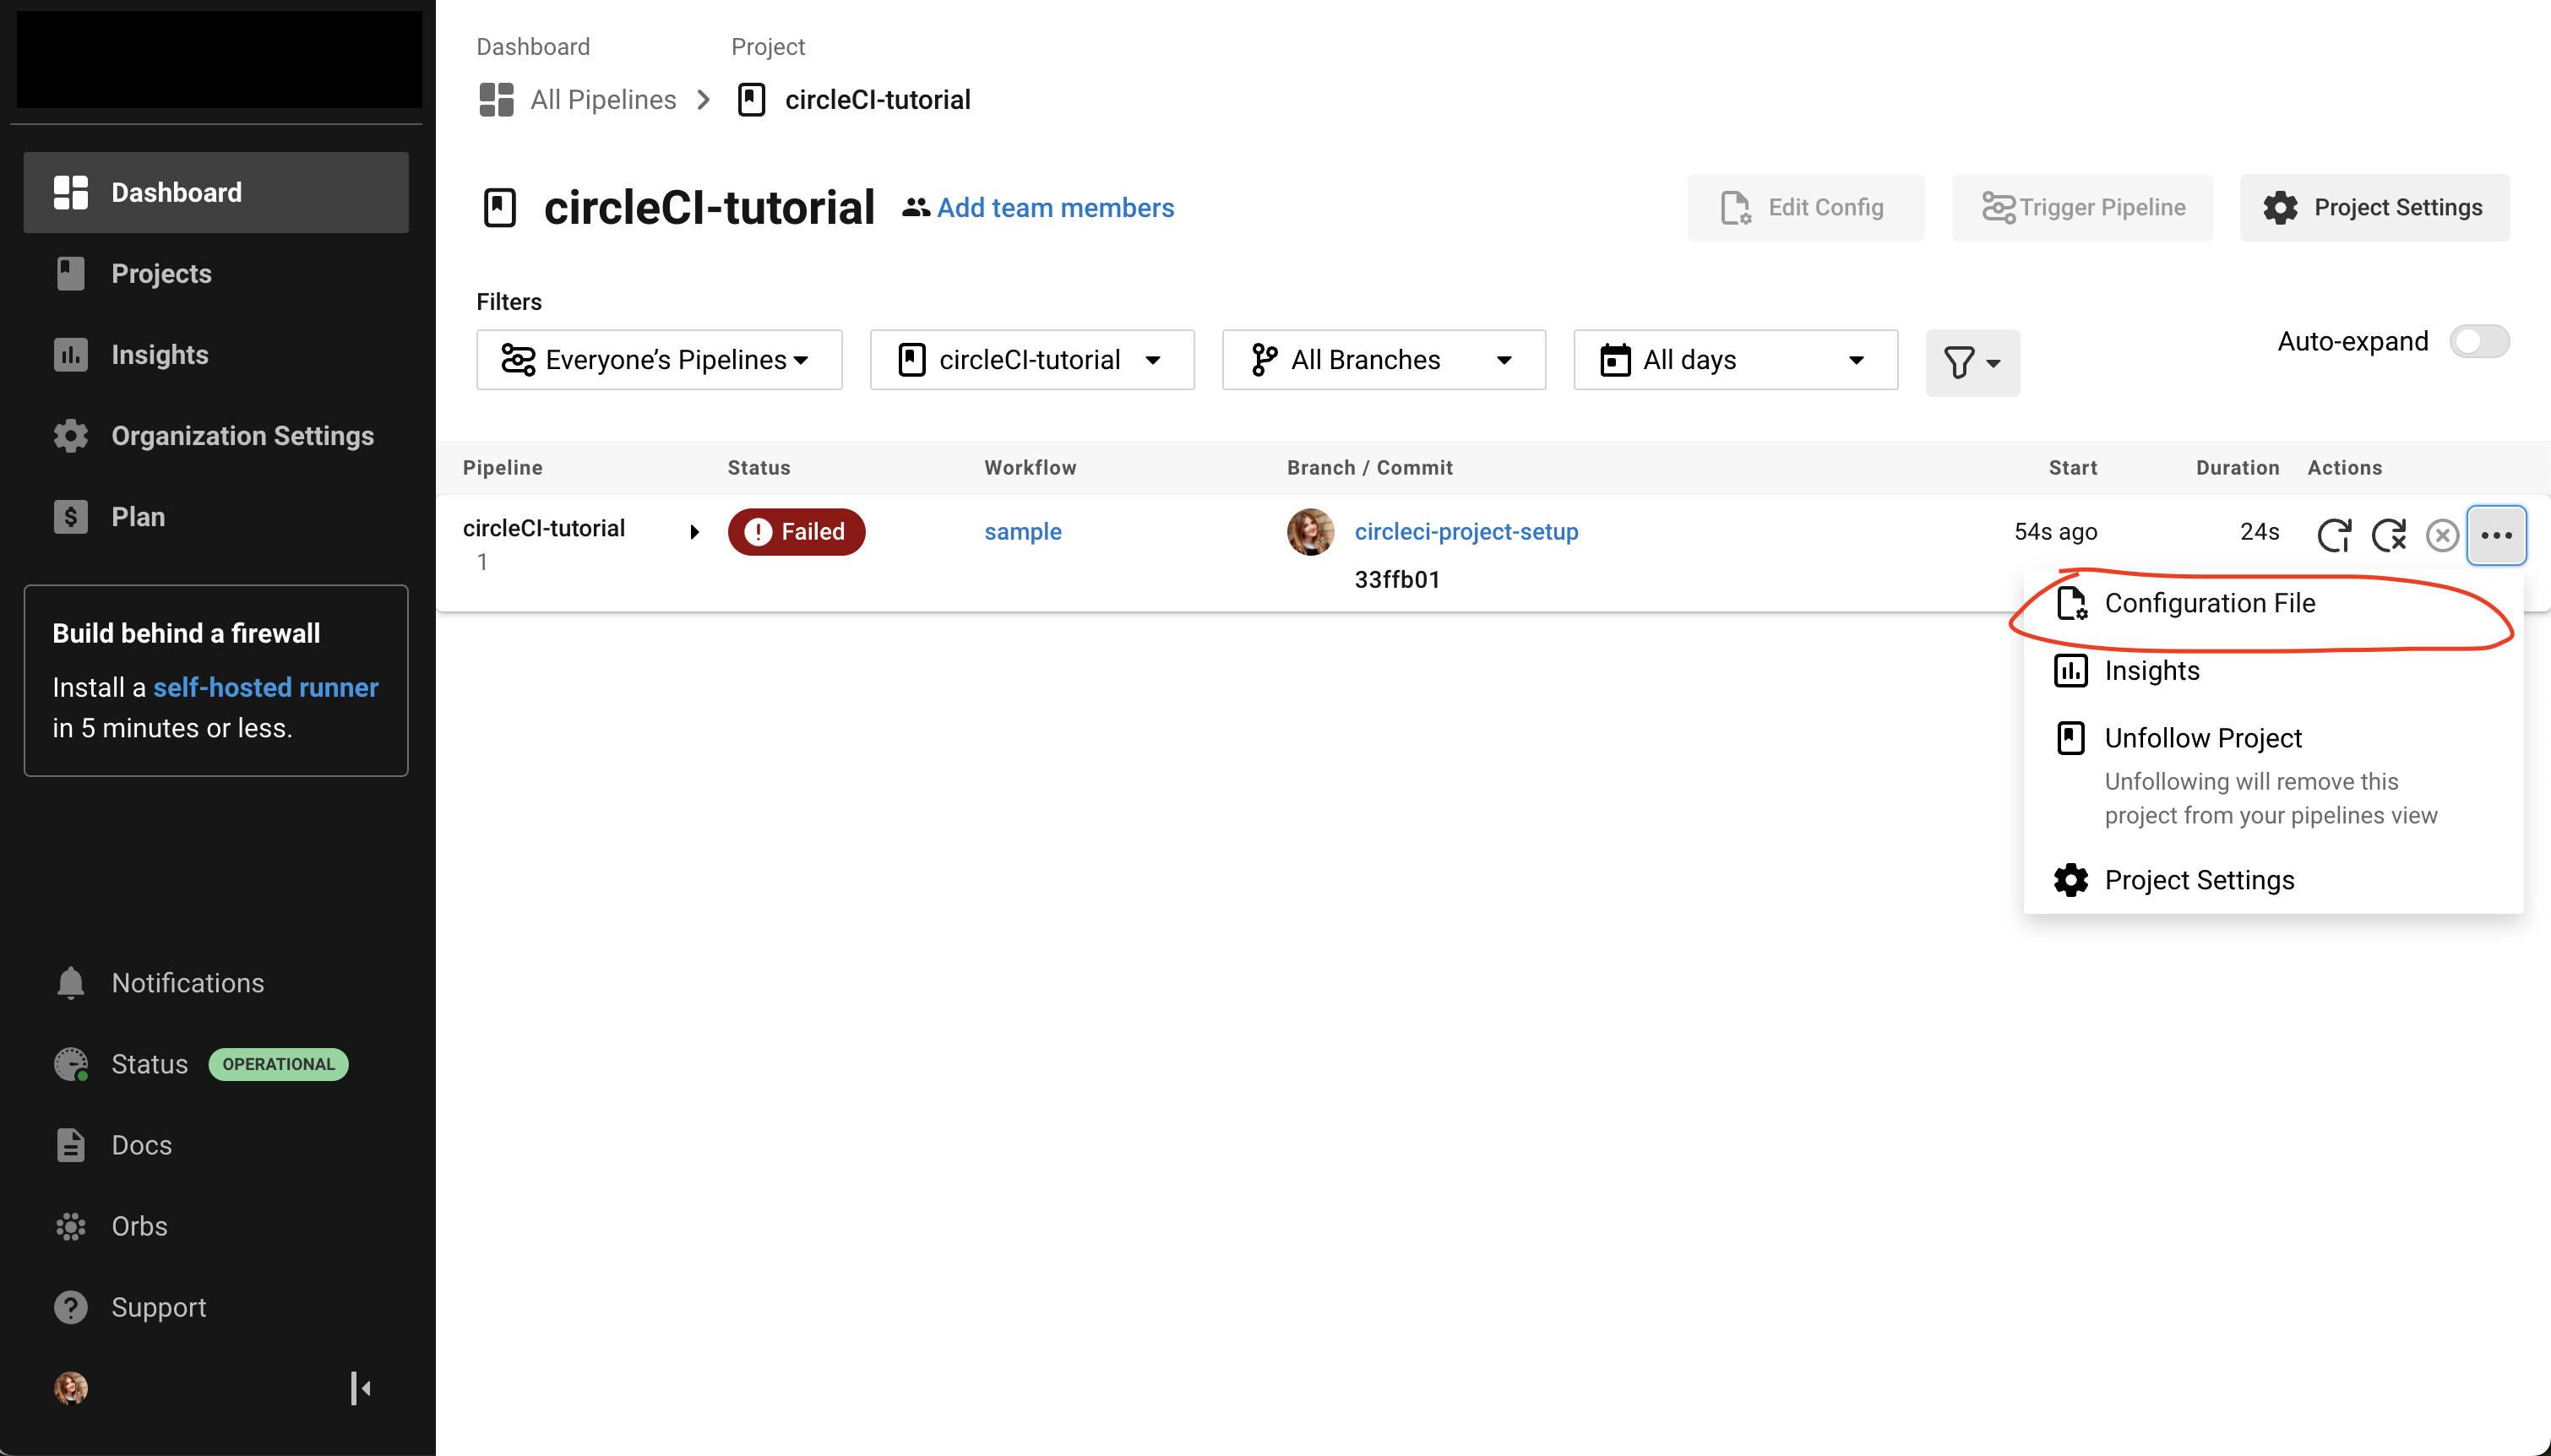 Dashboard
Projects
Insights
Organization Settings
Plan
Build behind a firewall
Install a self-hosted runner
in 5 minutes or less.
Notifications
Status OPERATIONAL
Docs
Orbs
Support
Dashboard Project
All Pipelines circleCI-tutorial
circleCI-tutorial Add team members Edit Config Trigger Pipeline Project Settings
Filters
Everyone’s Pipelines circleCI-tutorial All Branches All days Auto-expand
Pipeline Status Workflow Branch / Commit Start Duration Actions
circleCI-tutorial Failed sample circleci-project-setup 54s ago 24s
1 33ffb01
Configuration File
Insights
Unfollow Project
Unfollowing will remove this
project from your pipelines view
Project Settings